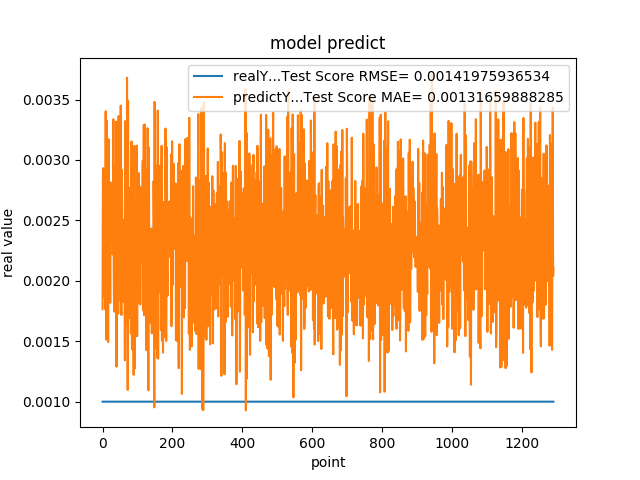 model predict
realY...Test Score RMSE= 0.00141975936534
predictY...Test Score MAE= 0.00131659888285
0.0035
0.0030
0.0025
0.0020
0.0015
0.0010
real value
0 200 400 600 800 1000 1200
point